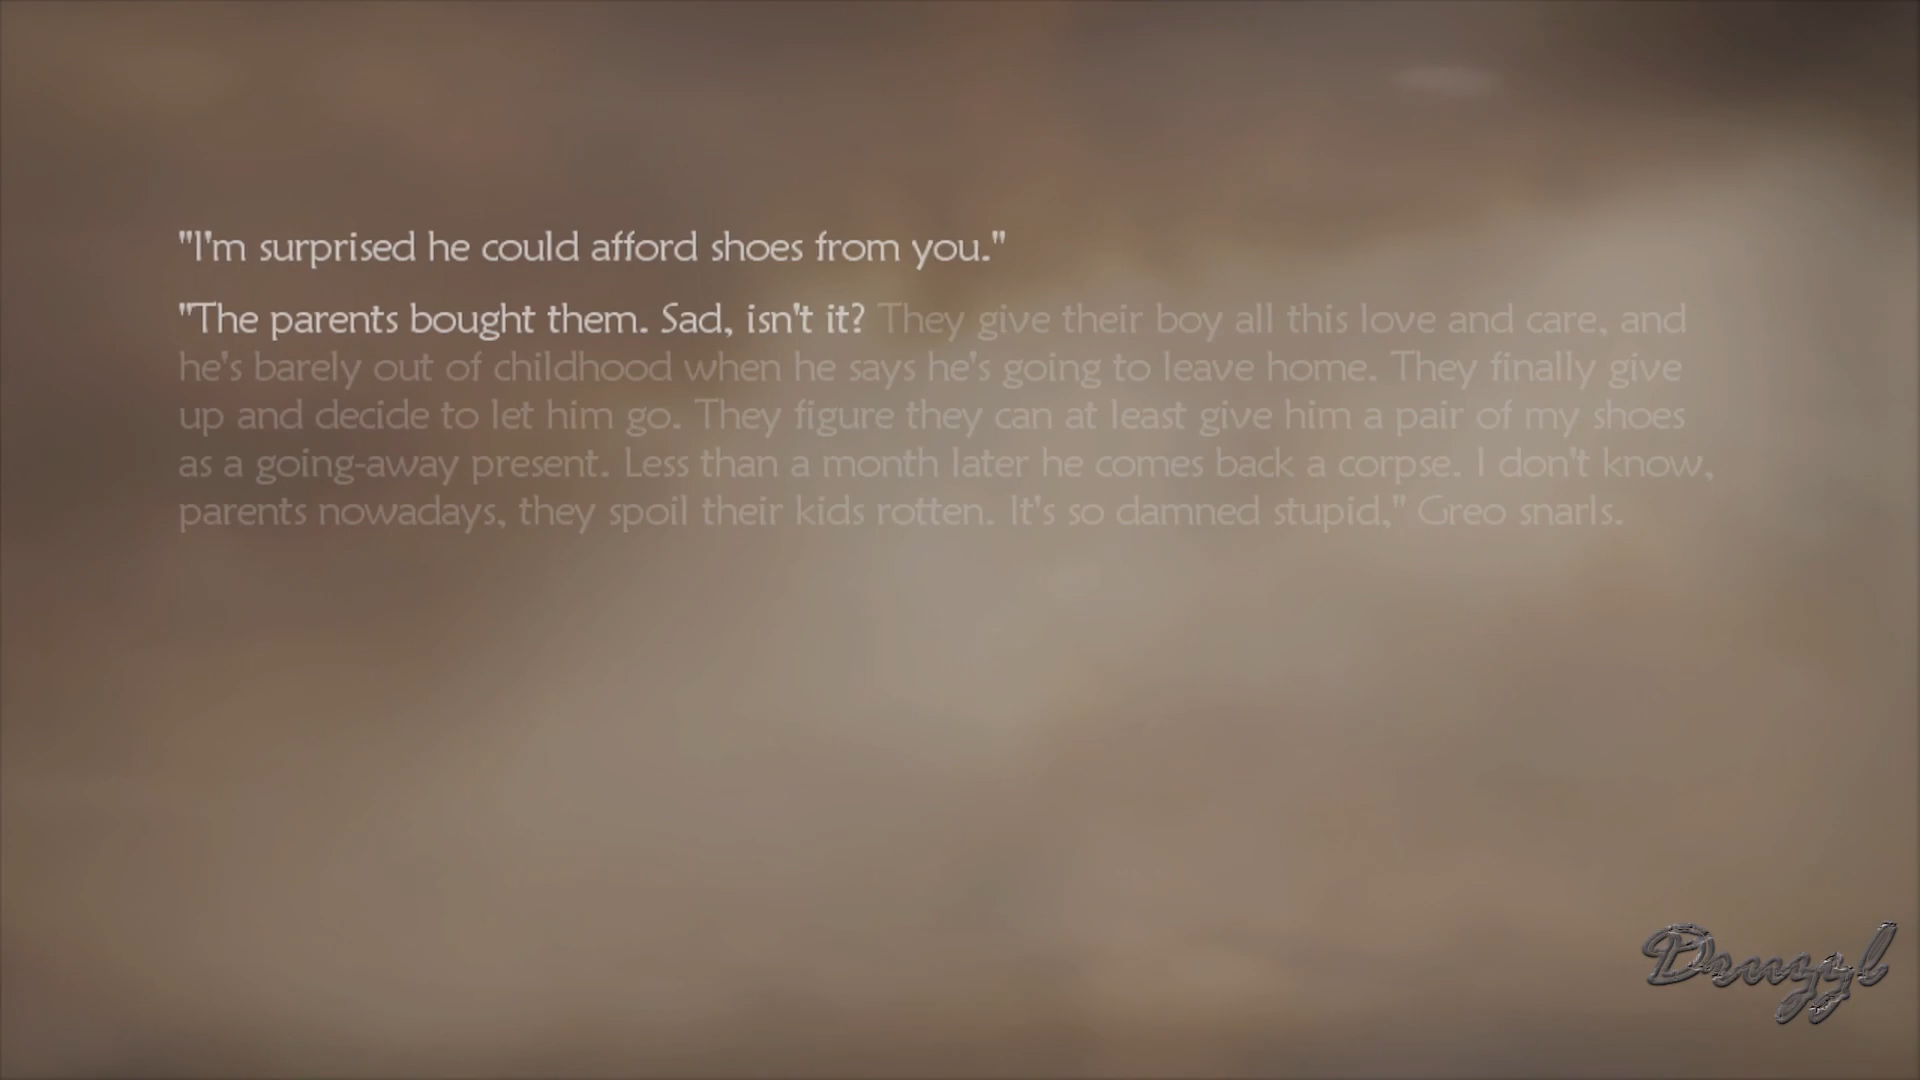 "I'm surprised he could afford shoes from you."
"The parents bought them. Sad, isn't it? They give their boy all this love and care, and
he's barely out of childhood when he says he's going to leave home. They finally give
up and decide to let him go. They figure they can at least give him a pair of my shoes
as a going-away present. Less than a month later he comes back a corpse. I don't know,
parents nowadays, they spoil their kids rotten. It's so damned stupid," Greo snarls.